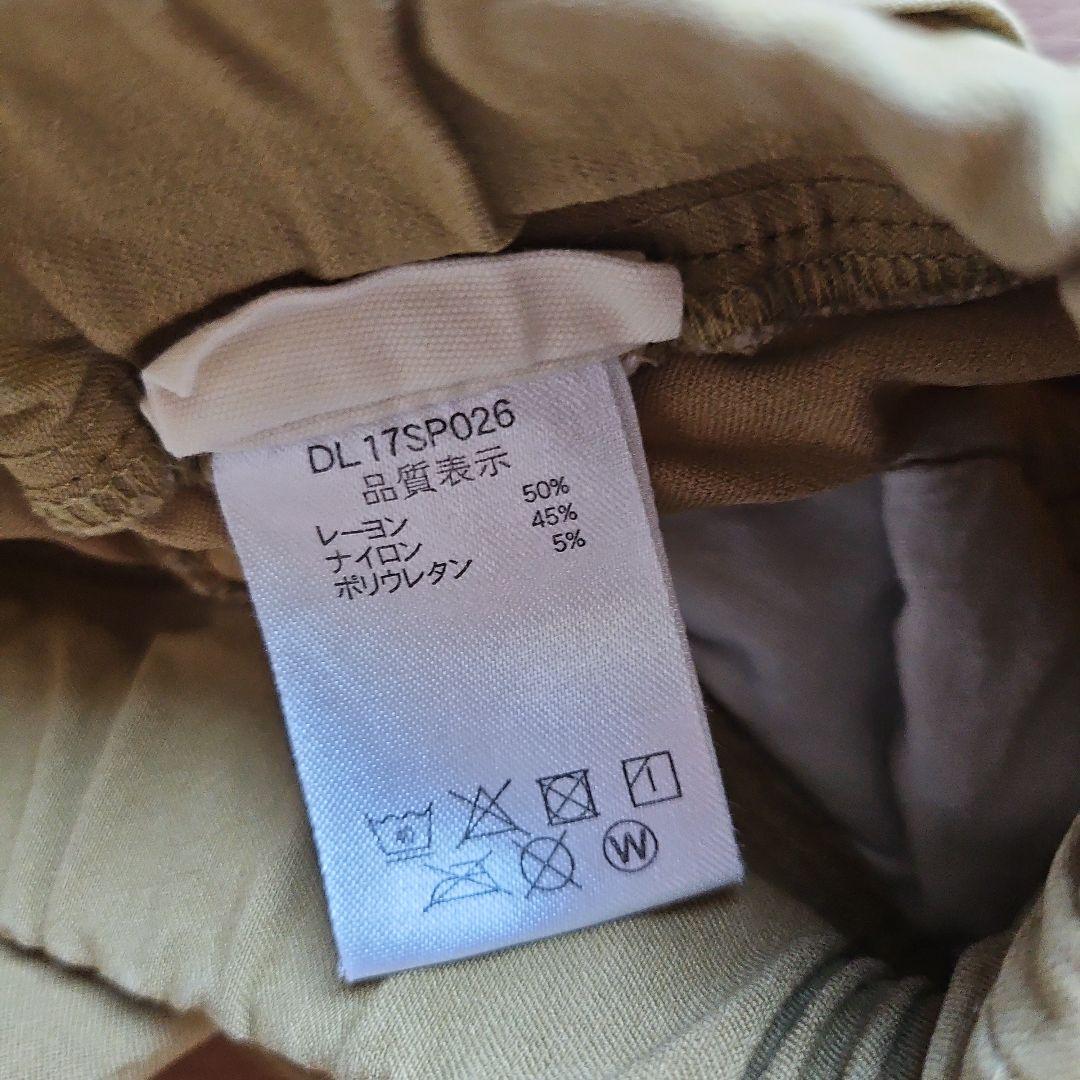 DL17SP026
品質表示
レーヨン 50%
ナイロン 45%
ポリウレタン 5%
40
W